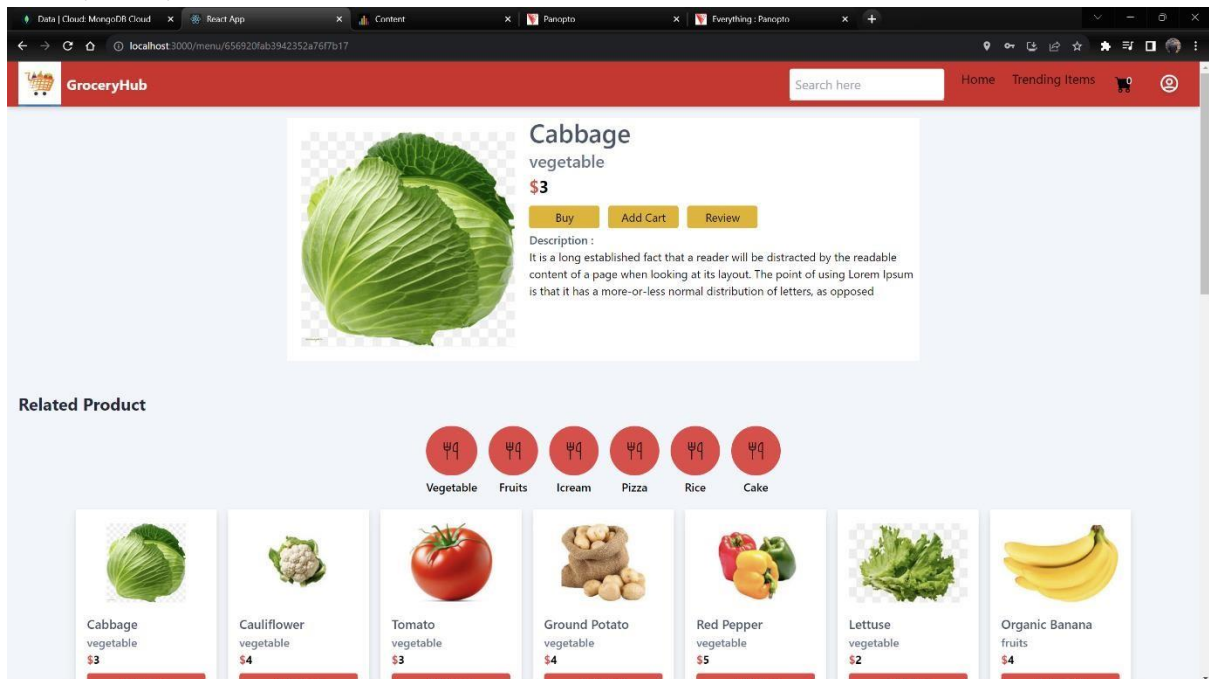 Data | Cloud: MongoDB Cloud
React App
Content
Panopto
Everything : Panopto
localhost:3000/menu/656920fab3942352a76f7b17
GroceryHub
Search here
Home
Trending Items
0
Cabbage
vegetable
$3
Buy
Add Cart
Review
Description :
It is a long established fact that a reader will be distracted by the readable
content of a page when looking at its layout. The point of using Lorem Ipsum
is that it has a more-or-less normal distribution of letters, as opposed
Related Product
Vegetable Fruits Icream Pizza Rice Cake
Cabbage
vegetable
$3
Cauliflower
vegetable
$4
Tomato
vegetable
$3
Ground Potato
vegetable
$4
Red Pepper
vegetable
$5
Lettuse
vegetable
$2
Organic Banana
fruits
$4